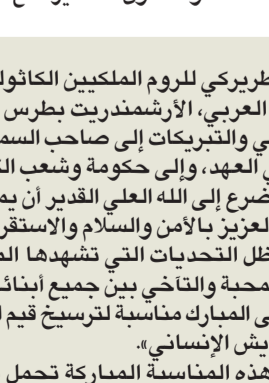 طريركي للروم الملكيين الكاثول
العربي، الأرشمندريت بطرس
ي والتبريكات إلى صاحب السم
ي العهد، وإلى حكومة وشعب ال
ضرع إلى الله العلي القدير أن يم
لعزيز بالأمن والسلام والاستقر
ظل التحديات التي تشهدها الم
محبة والتآخي بين جميع أبنائ
ى المبارك مناسبة لترسيخ قيم ا
يش الإنساني».
هذه المناسبة المباركة تحمل